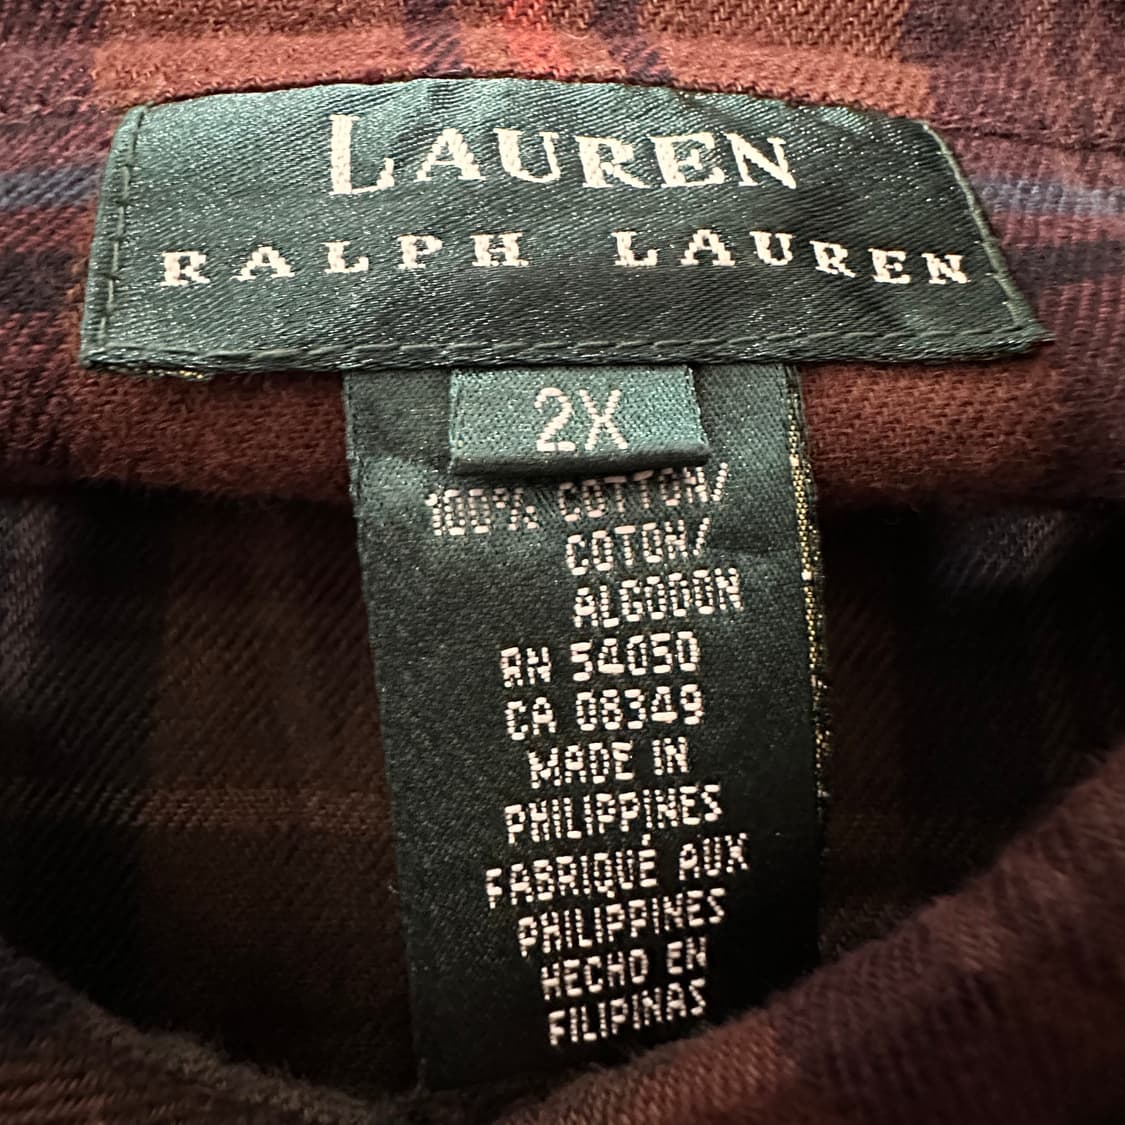 LAUREN
RALPH LAUREN
2X
100% COTTON/
COTON/
ALGODON
RN 54050
CA 08349
MADE IN
PHILIPPINES
FABRIQUÉ AUX
PHILIPPINES
HECHO EN
FILIPINAS